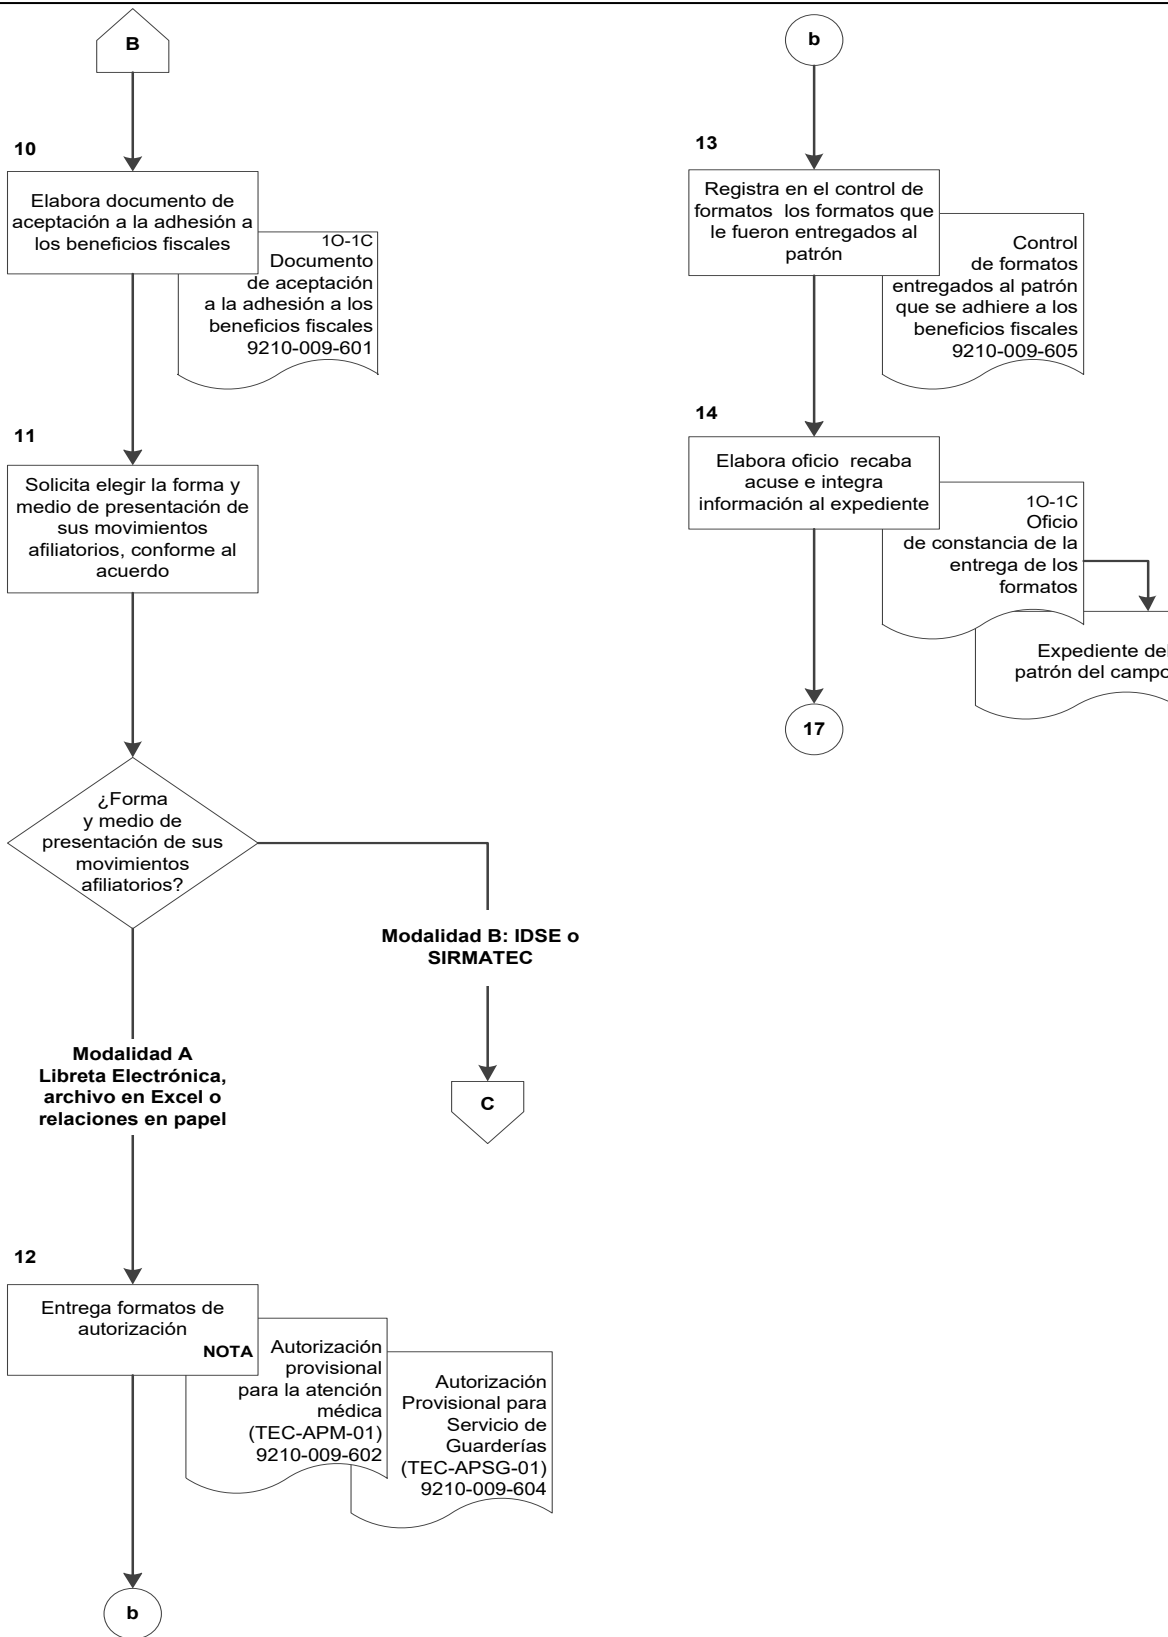 B
10
Elabora documento de
aceptación a la adhesión a
los beneficios fiscales
1O-1C
Documento
de aceptación
a la adhesión a los
beneficios fiscales
9210-009-601
11
Solicita elegir la forma y
medio de presentación de
sus movimientos
afiliatorios, conforme al
acuerdo
¿Forma
y medio de
presentación de sus
movimientos
afiliatorios?
Modalidad B: IDSE o
SIRMATEC
C
Modalidad A
Libreta Electrónica,
archivo en Excel o
relaciones en papel
12
Entrega formatos de
autorización
NOTA
Autorización
provisional
para la atención
médica
(TEC-APM-01)
9210-009-602
Autorización
Provisional para
Servicio de
Guarderías
(TEC-APSG-01)
9210-009-604
b
b
13
Registra en el control de
formatos los formatos que
le fueron entregados al
patrón
Control
de formatos
entregados al patrón
que se adhiere a los
beneficios fiscales
9210-009-605
14
Elabora oficio recaba
acuse e integra
información al expediente
1O-1C
Oficio
de constancia de la
entrega de los
formatos
Expediente del
patrón del campo
17